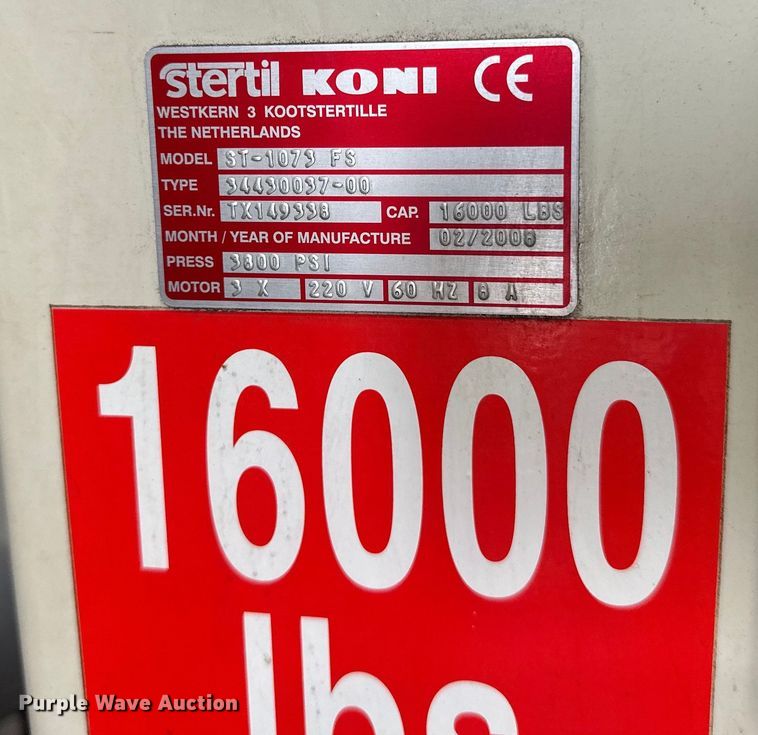 stertil KONI CE
WESTKERN 3 KOOTSTERTILLE
THE NETHERLANDS
MODEL ST-1073 FS
TYPE 34430037-00
SER.Nr. TX149338 CAP. 16000 LBS
MONTH / YEAR OF MANUFACTURE 02/2008
PRESS 3800 PSI
MOTOR 3 X 220 V 60 HZ 8 A
16000
lbs
Purple Wave Auction